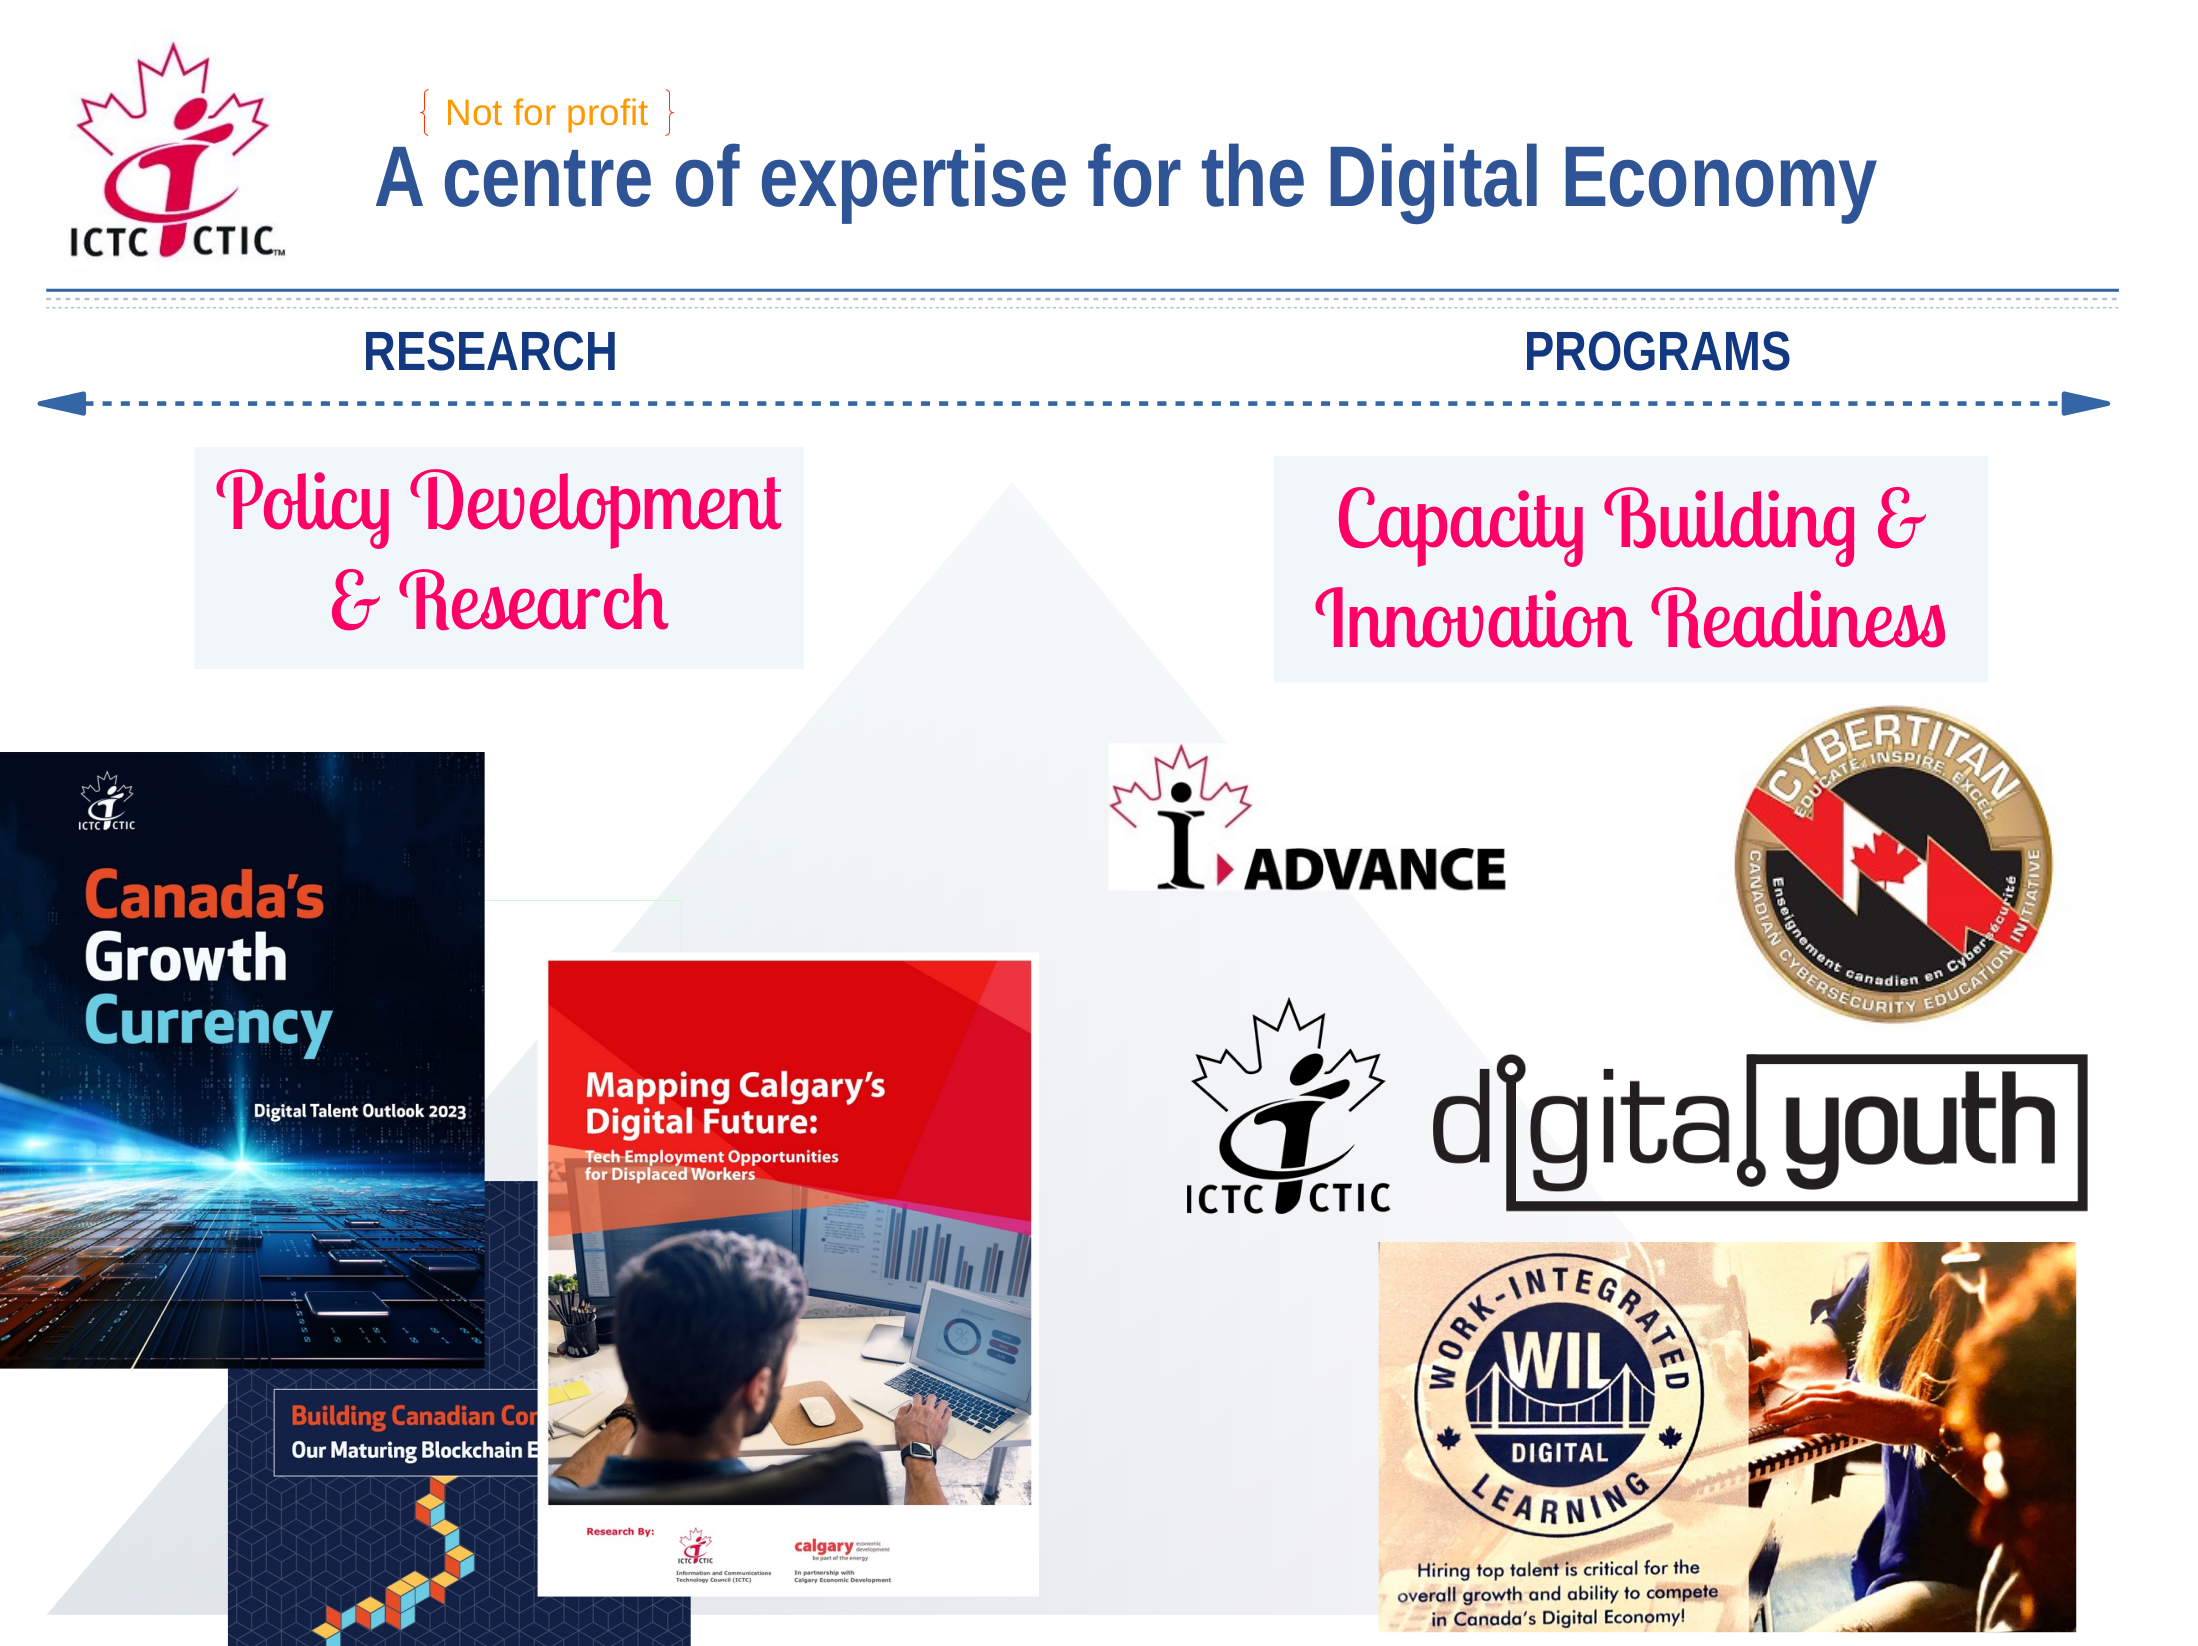 ICTC CTIC™
{ Not for profit }
A centre of expertise for the Digital Economy
RESEARCH
PROGRAMS
Policy Development
& Research
Capacity Building &
Innovation Readiness
ICTC CTIC
Canada's
Growth
Currency
Digital Talent Outlook 2023
Building Canadian
Our Maturing Blockchain
Mapping Calgary's
Digital Future:
Tech Employment Opportunities
for Displaced Workers
Research By:
ICTC CTIC
Information and Communications
Technology Council (ICTC)
calgary economic
development
be part of the energy
In partnership with
Calgary Economic Development
i ADVANCE
CYBERTITAN
EDUCATE, INSPIRE, EXCEL
CANADIAN CYBERSECURITY EDUCATION INITIATIVE
Enseignement canadien en Cybersécurité
ICTC CTIC
digital youth
WORK-INTEGRATED
WIL
DIGITAL
LEARNING
Hiring top talent is critical for the
overall growth and ability to compete
in Canada's Digital Economy!